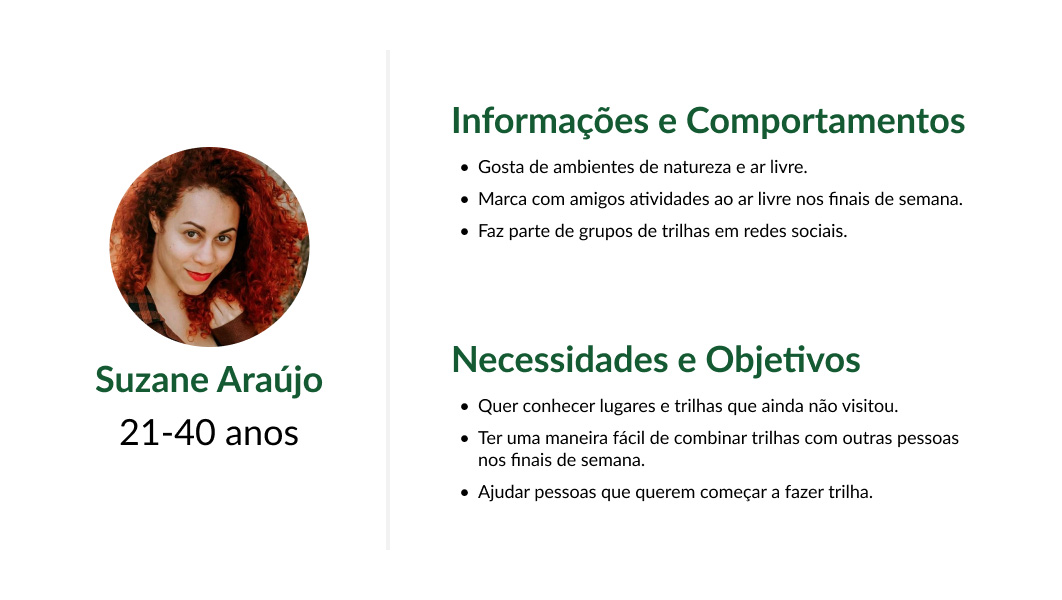 Suzane Araújo
21-40 anos
Informações e Comportamentos
• Gosta de ambientes de natureza e ar livre.
• Marca com amigos atividades ao ar livre nos finais de semana.
• Faz parte de grupos de trilhas em redes sociais.
Necessidades e Objetivos
• Quer conhecer lugares e trilhas que ainda não visitou.
• Ter uma maneira fácil de combinar trilhas com outras pessoas
nos finais de semana.
• Ajudar pessoas que querem começar a fazer trilha.